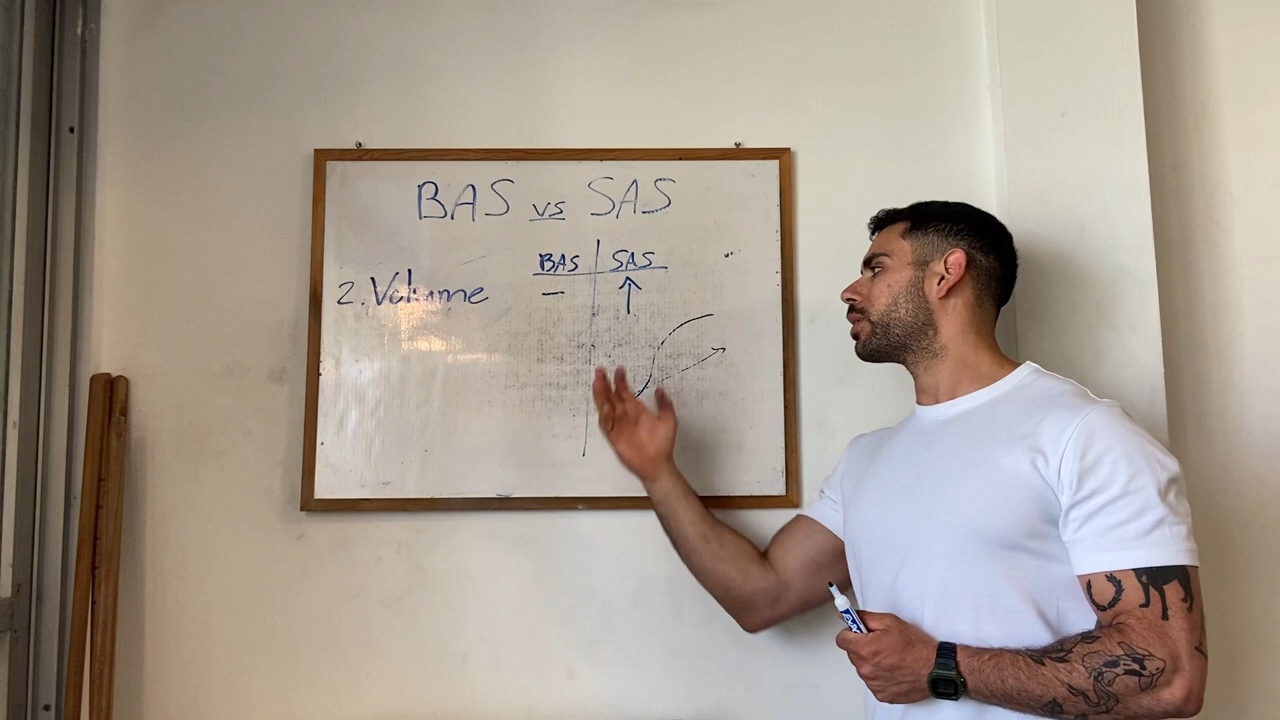 BAS vs SAS
BAS SAS
2. Volume — ↑